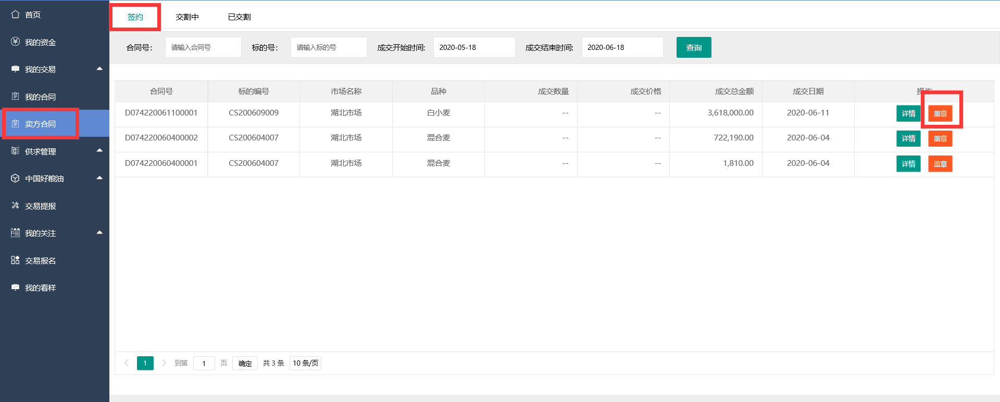 首页
我的资金
我的交易
我的合同
卖方合同
供求管理
中国好粮油
交易提报
我的关注
交易报名
我的看样
签约 交割中 已交割
合同号: 请输入合同号 标的号: 请输入标的号 成交开始时间: 2020-05-18 成交结束时间: 2020-06-18 查询
合同号 标的编号 市场名称 品种 成交数量 成交价格 成交总金额 成交日期 操作
D074220061100001 CS200609009 湖北市场 白小麦 -- -- 3,618,000.00 2020-06-11 详情 盖章
D074220060400002 CS200604007 湖北市场 混合麦 -- -- 722,190.00 2020-06-04 详情 盖章
D074220060400001 CS200604007 湖北市场 混合麦 -- -- 1,810.00 2020-06-04 详情 盖章
1 到第 1 页 确定 共 3 条 10 条/页